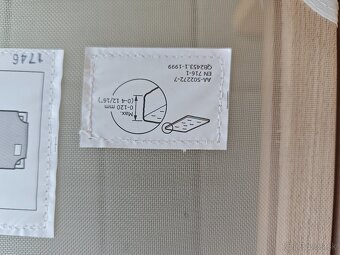 1746
Max.
0-120 mm
(0-4 12/16")
AA-502272-7
EN 716-1
QB2453.1-1999